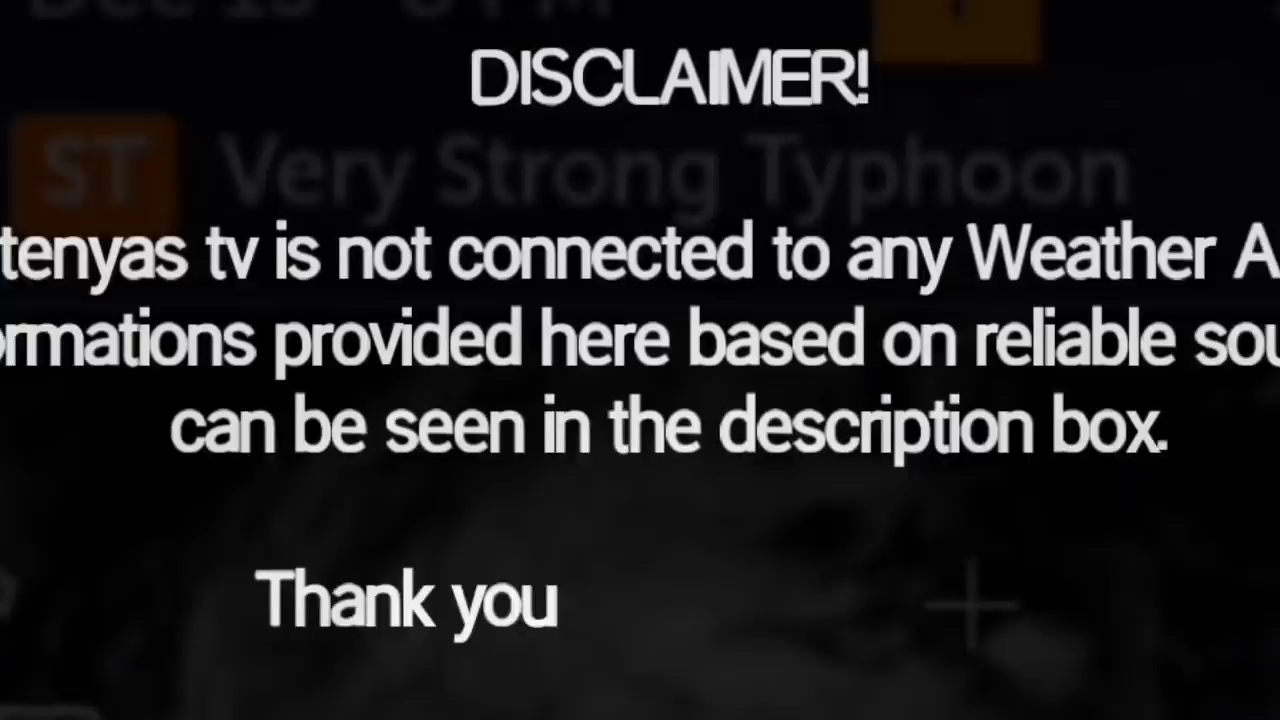 DISCLAIMER!
ST Very Strong Typhoon
tenyas tv is not connected to any Weather A
ormations provided here based on reliable sou
can be seen in the description box.
Thank you